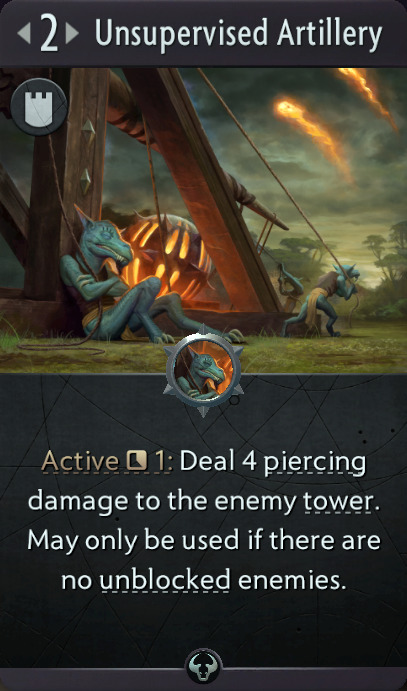 2 Unsupervised Artillery
Active 1: Deal 4 piercing
damage to the enemy tower.
May only be used if there are
no unblocked enemies.